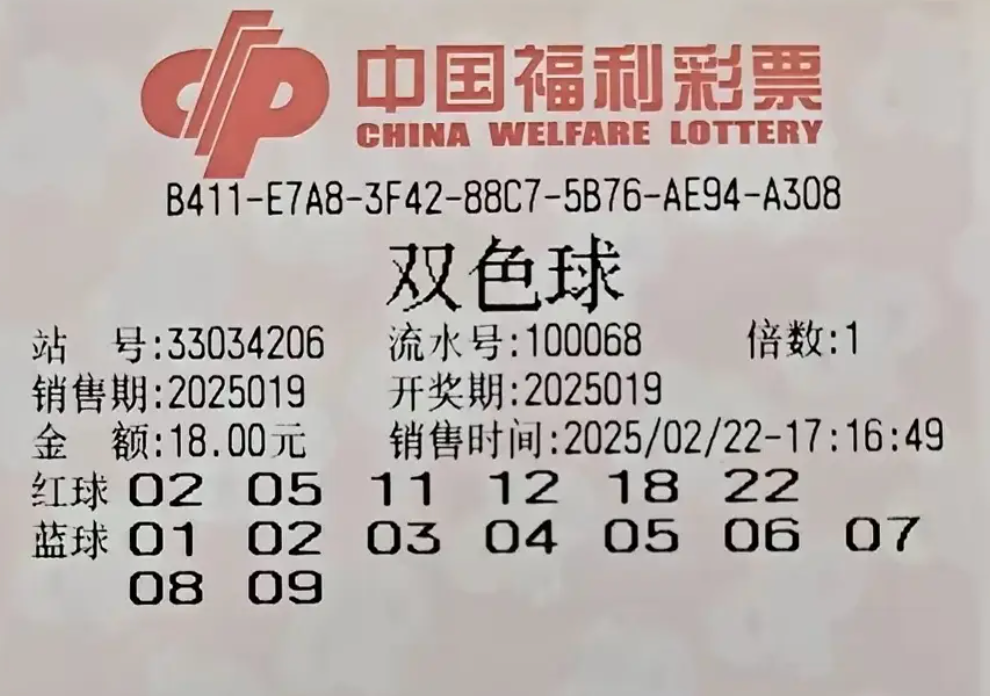 中国福利彩票
CHINA WELFARE LOTTERY
B411-E7A8-3F42-88C7-5B76-AE94-A308
双色球
站 号:33034206 流水号:100068 倍数:1
销售期:2025019 开奖期:2025019
金 额:18.00元 销售时间:2025/02/22-17:16:49
红球 02 05 11 12 18 22
蓝球 01 02 03 04 05 06 07
08 09